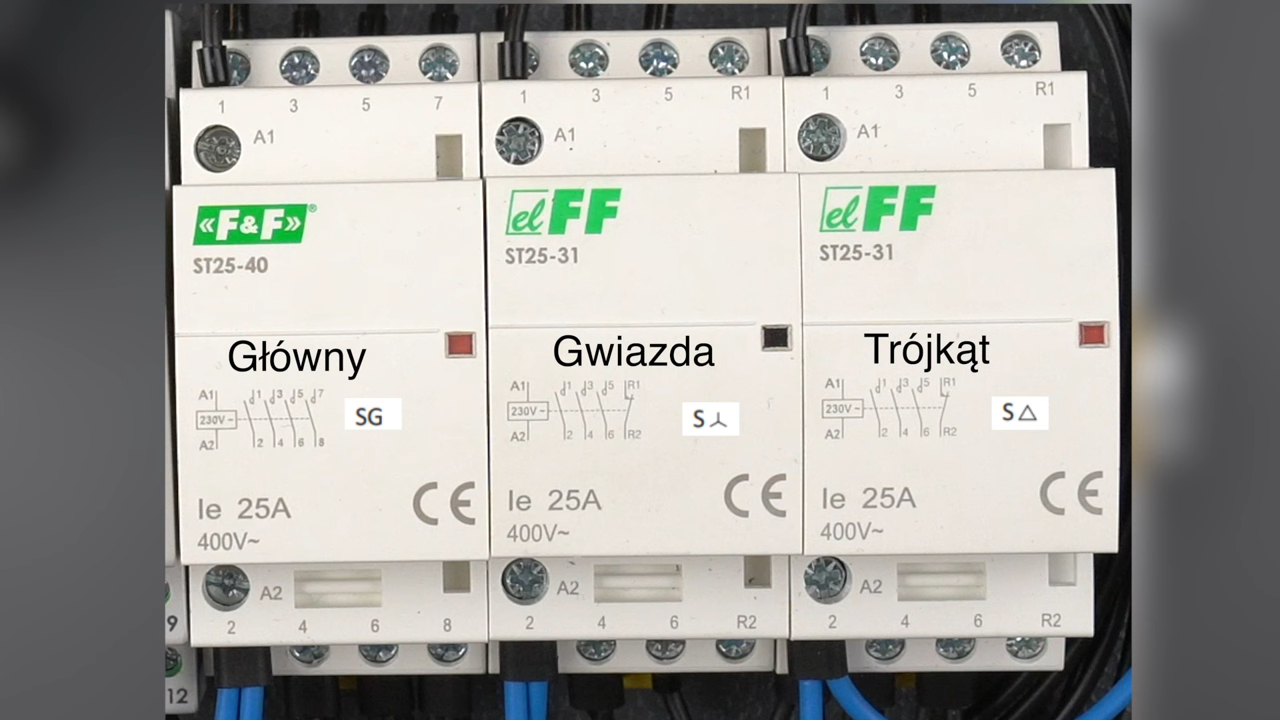 1 3 5 7
A1
«F&F»®
ST25-40
Główny
A1 1 3 5 7
230V~
A2 2 4 6 8
SG
Ie 25A
400V~
CE
A2
2 4 6 8
1 3 5 R1
A1
elFF
ST25-31
Gwiazda
A1 1 3 5 R1
230V~
A2 2 4 6 R2
S
Ie 25A
400V~
CE
A2
2 4 6 R2
1 3 5 R1
A1
elFF
ST25-31
Trójkąt
A1 1 3 5 R1
230V~
A2 2 4 6 R2
S△
Ie 25A
400V~
CE
A2
2 4 6 R2
9
12